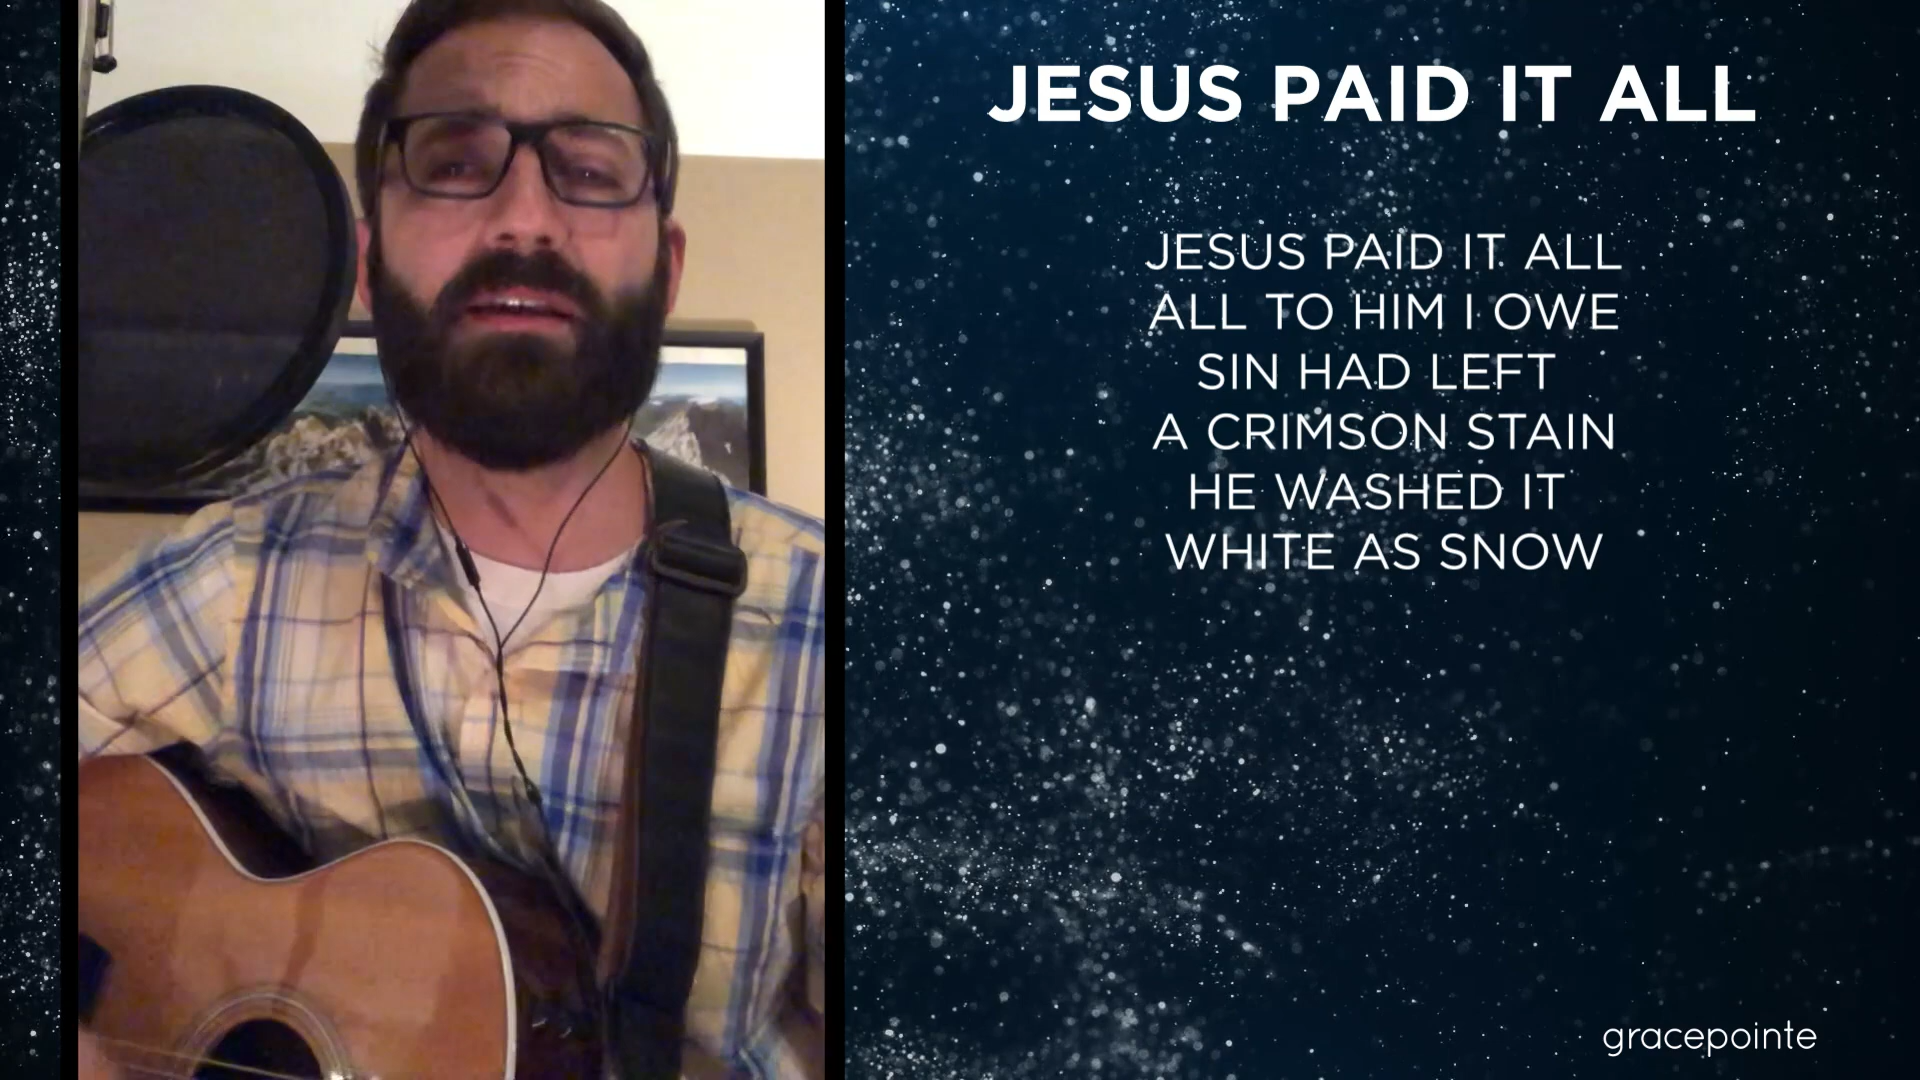 JESUS PAID IT ALL
JESUS PAID IT ALL
ALL TO HIM I OWE
SIN HAD LEFT
A CRIMSON STAIN
HE WASHED IT
WHITE AS SNOW
gracepointe